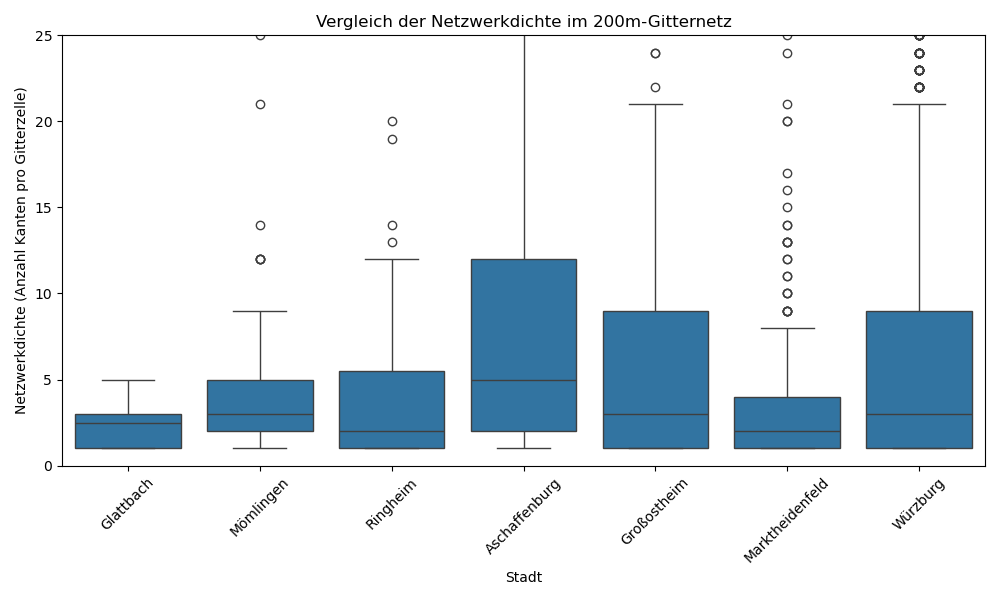 Vergleich der Netzwerkdichte im 200m-Gitternetz
Netzwerkdichte (Anzahl Kanten pro Gitterzelle)
25
20
15
10
5
0
Glattbach
Mömlingen
Ringheim
Aschaffenburg
Großostheim
Marktheidenfeld
Würzburg
Stadt